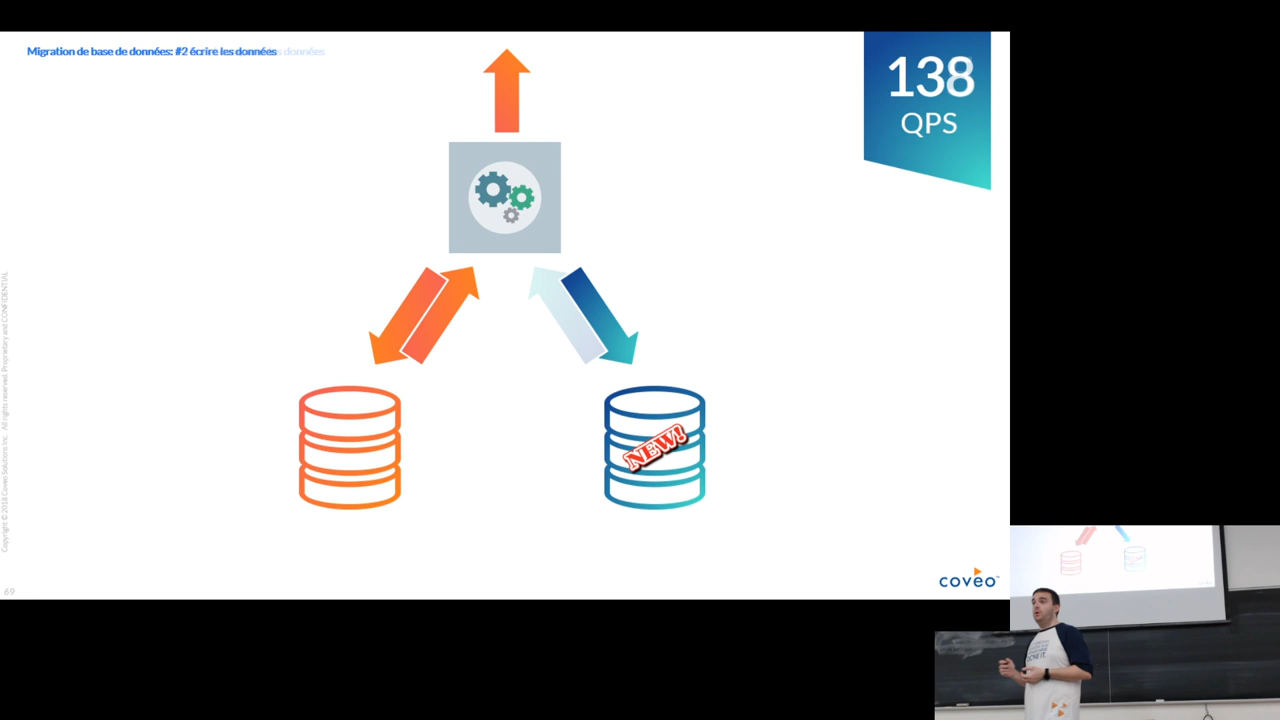 Migration de base de données: #2 écrire les données
138
QPS
NEW!
Copyright © 2018 Coveo Solutions Inc. All rights reserved. Proprietary and CONFIDENTIAL
69
coveo™